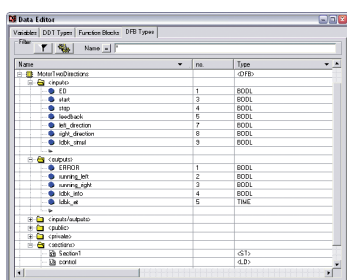 Data Editor
Variables DDT Types Function Blocks DFB Types
Filter
Name = *
Name no. Type
MotorTwoDirections <DFB>
<inputs>
ED 1 BOOL
start 3 BOOL
stop 4 BOOL
feedback 5 BOOL
left_direction 7 BOOL
right_direction 8 BOOL
fdbk_simul 9 BOOL
<outputs>
ERROR 1 BOOL
running_left 2 BOOL
running_right 3 BOOL
fdbk_info 4 BOOL
fdbk_et 5 TIME
<inputs/outputs>
<public>
<private>
<sections>
Section1 <ST>
control <LD>